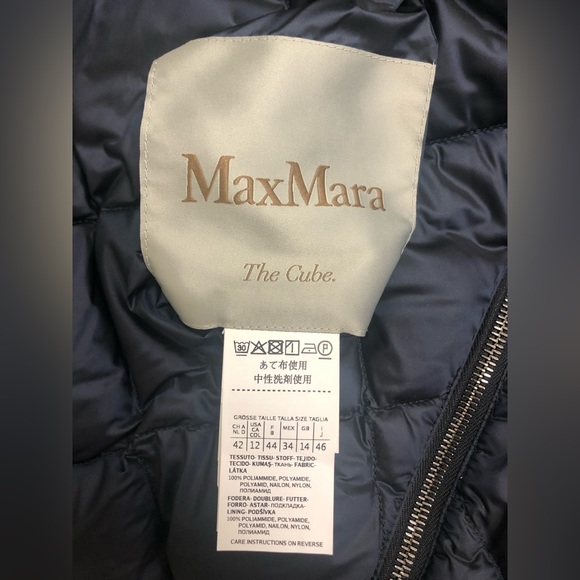 MaxMara
The Cube.
30 P
あて布使用
中性洗剤使用
GRÖSSE TAILLE TALLA SIZE TAGLIA
CH A NL D USA CA COL F B MEX GB I J
42 12 44 34 14 46
TESSUTO- TISSU- STOFF- TEJIDO-
TECIDO- KUMAŞ- ТКАНЬ- FABRIC-
LÁTKA
100% POLIAMMIDE, POLYAMIDE,
POLYAMID, NAILON, NYLON,
ПОЛИАМИД
FODERA- DOUBLURE- FUTTER-
FORRO- ASTAR- ПОДКЛАДКА-
LINING- PODŠÍVKA
100% POLIAMMIDE, POLYAMIDE,
POLYAMID, NAILON, NYLON,
ПОЛИАМИД
CARE INSTRUCTIONS ON REVERSE